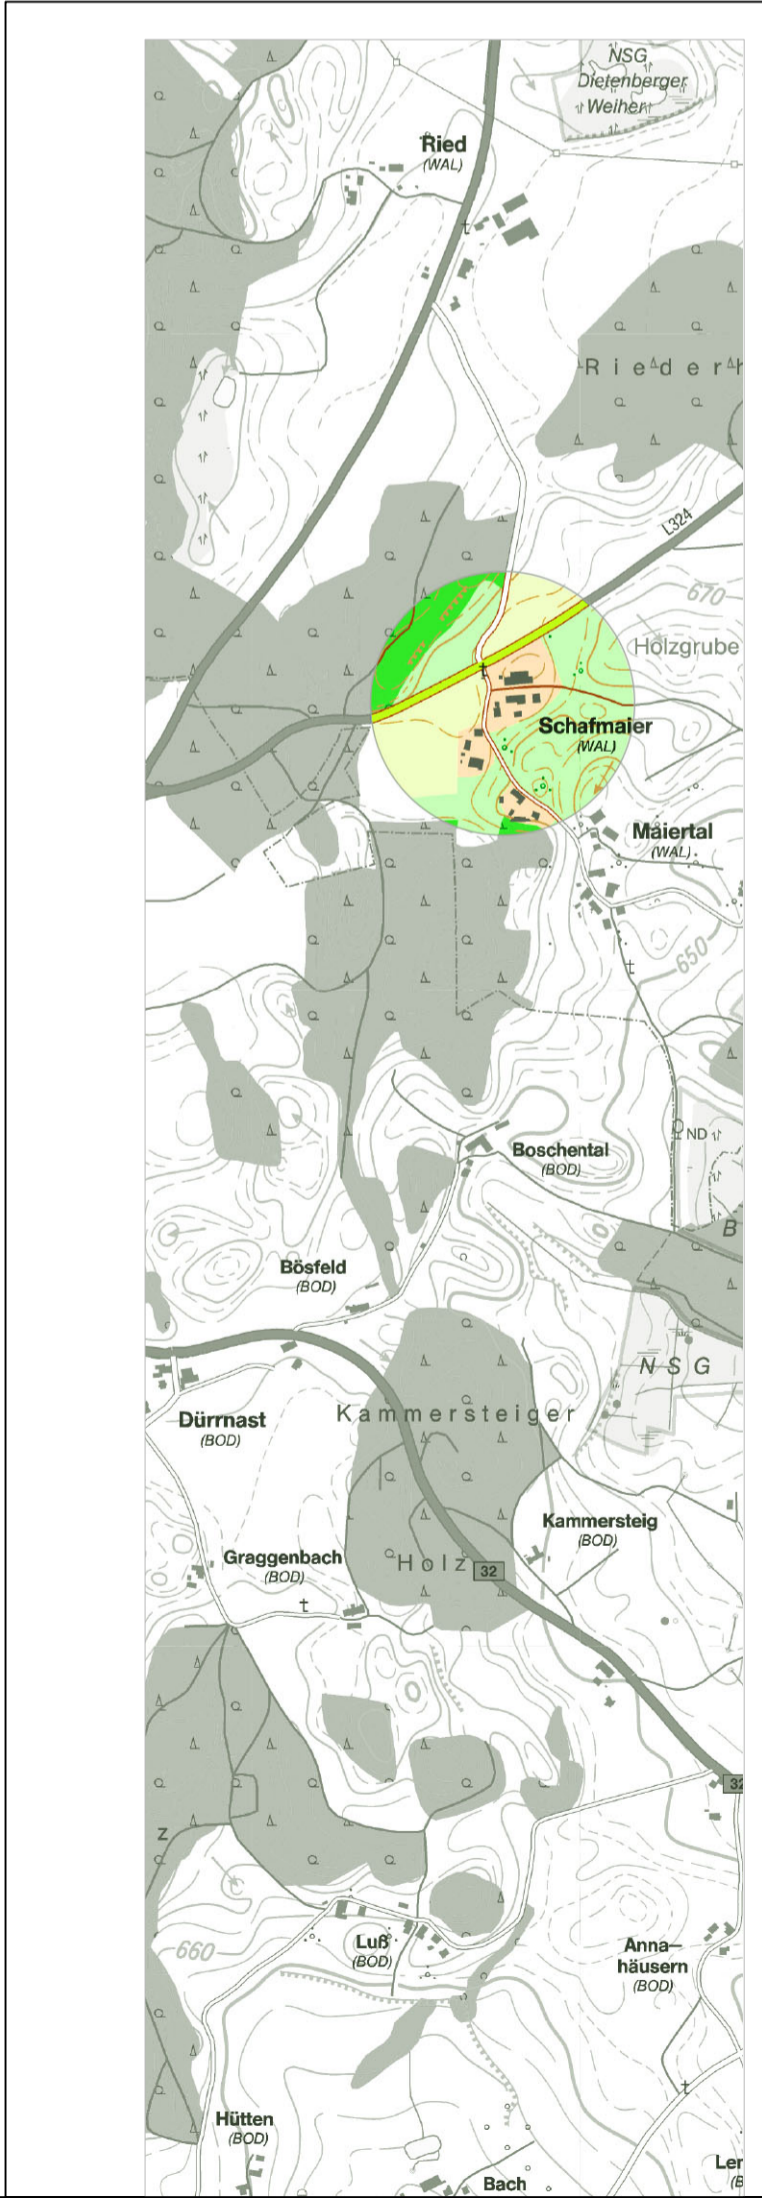 NSG
Dietenberger
Weiher
Ried
(WAL)
Riederh
L324
670
Holzgrube
Schafmaier
(WAL)
Maiertal
(WAL)
650
ND
Boschental
(BOD)
B
Bösfeld
(BOD)
NSG
Dürrnast
(BOD)
Kammersteiger
Kammersteig
(BOD)
Graggenbach
(BOD)
Holz
32
32
z
660
Luß
(BOD)
Anna–
häusern
(BOD)
Hütten
(BOD)
Bach
Ler
(B